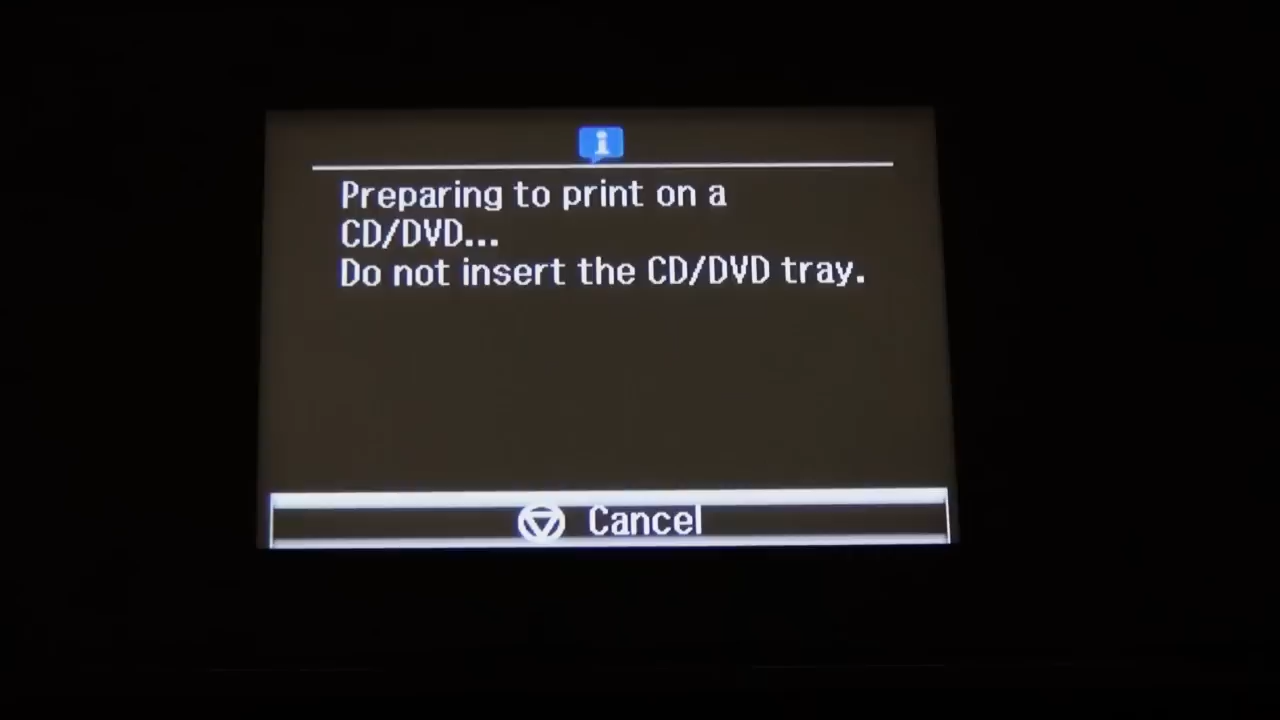 Preparing to print on a
CD/DVD...
Do not insert the CD/DVD tray.
Cancel